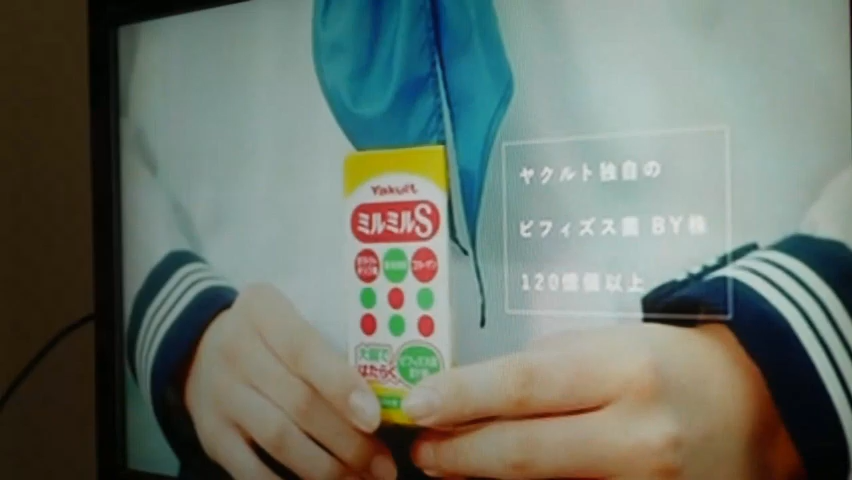 Yakult
ミルミルS
大腸で
はたらく
ヤクルト独自の
ビフィズス菌 BY株
120億個以上